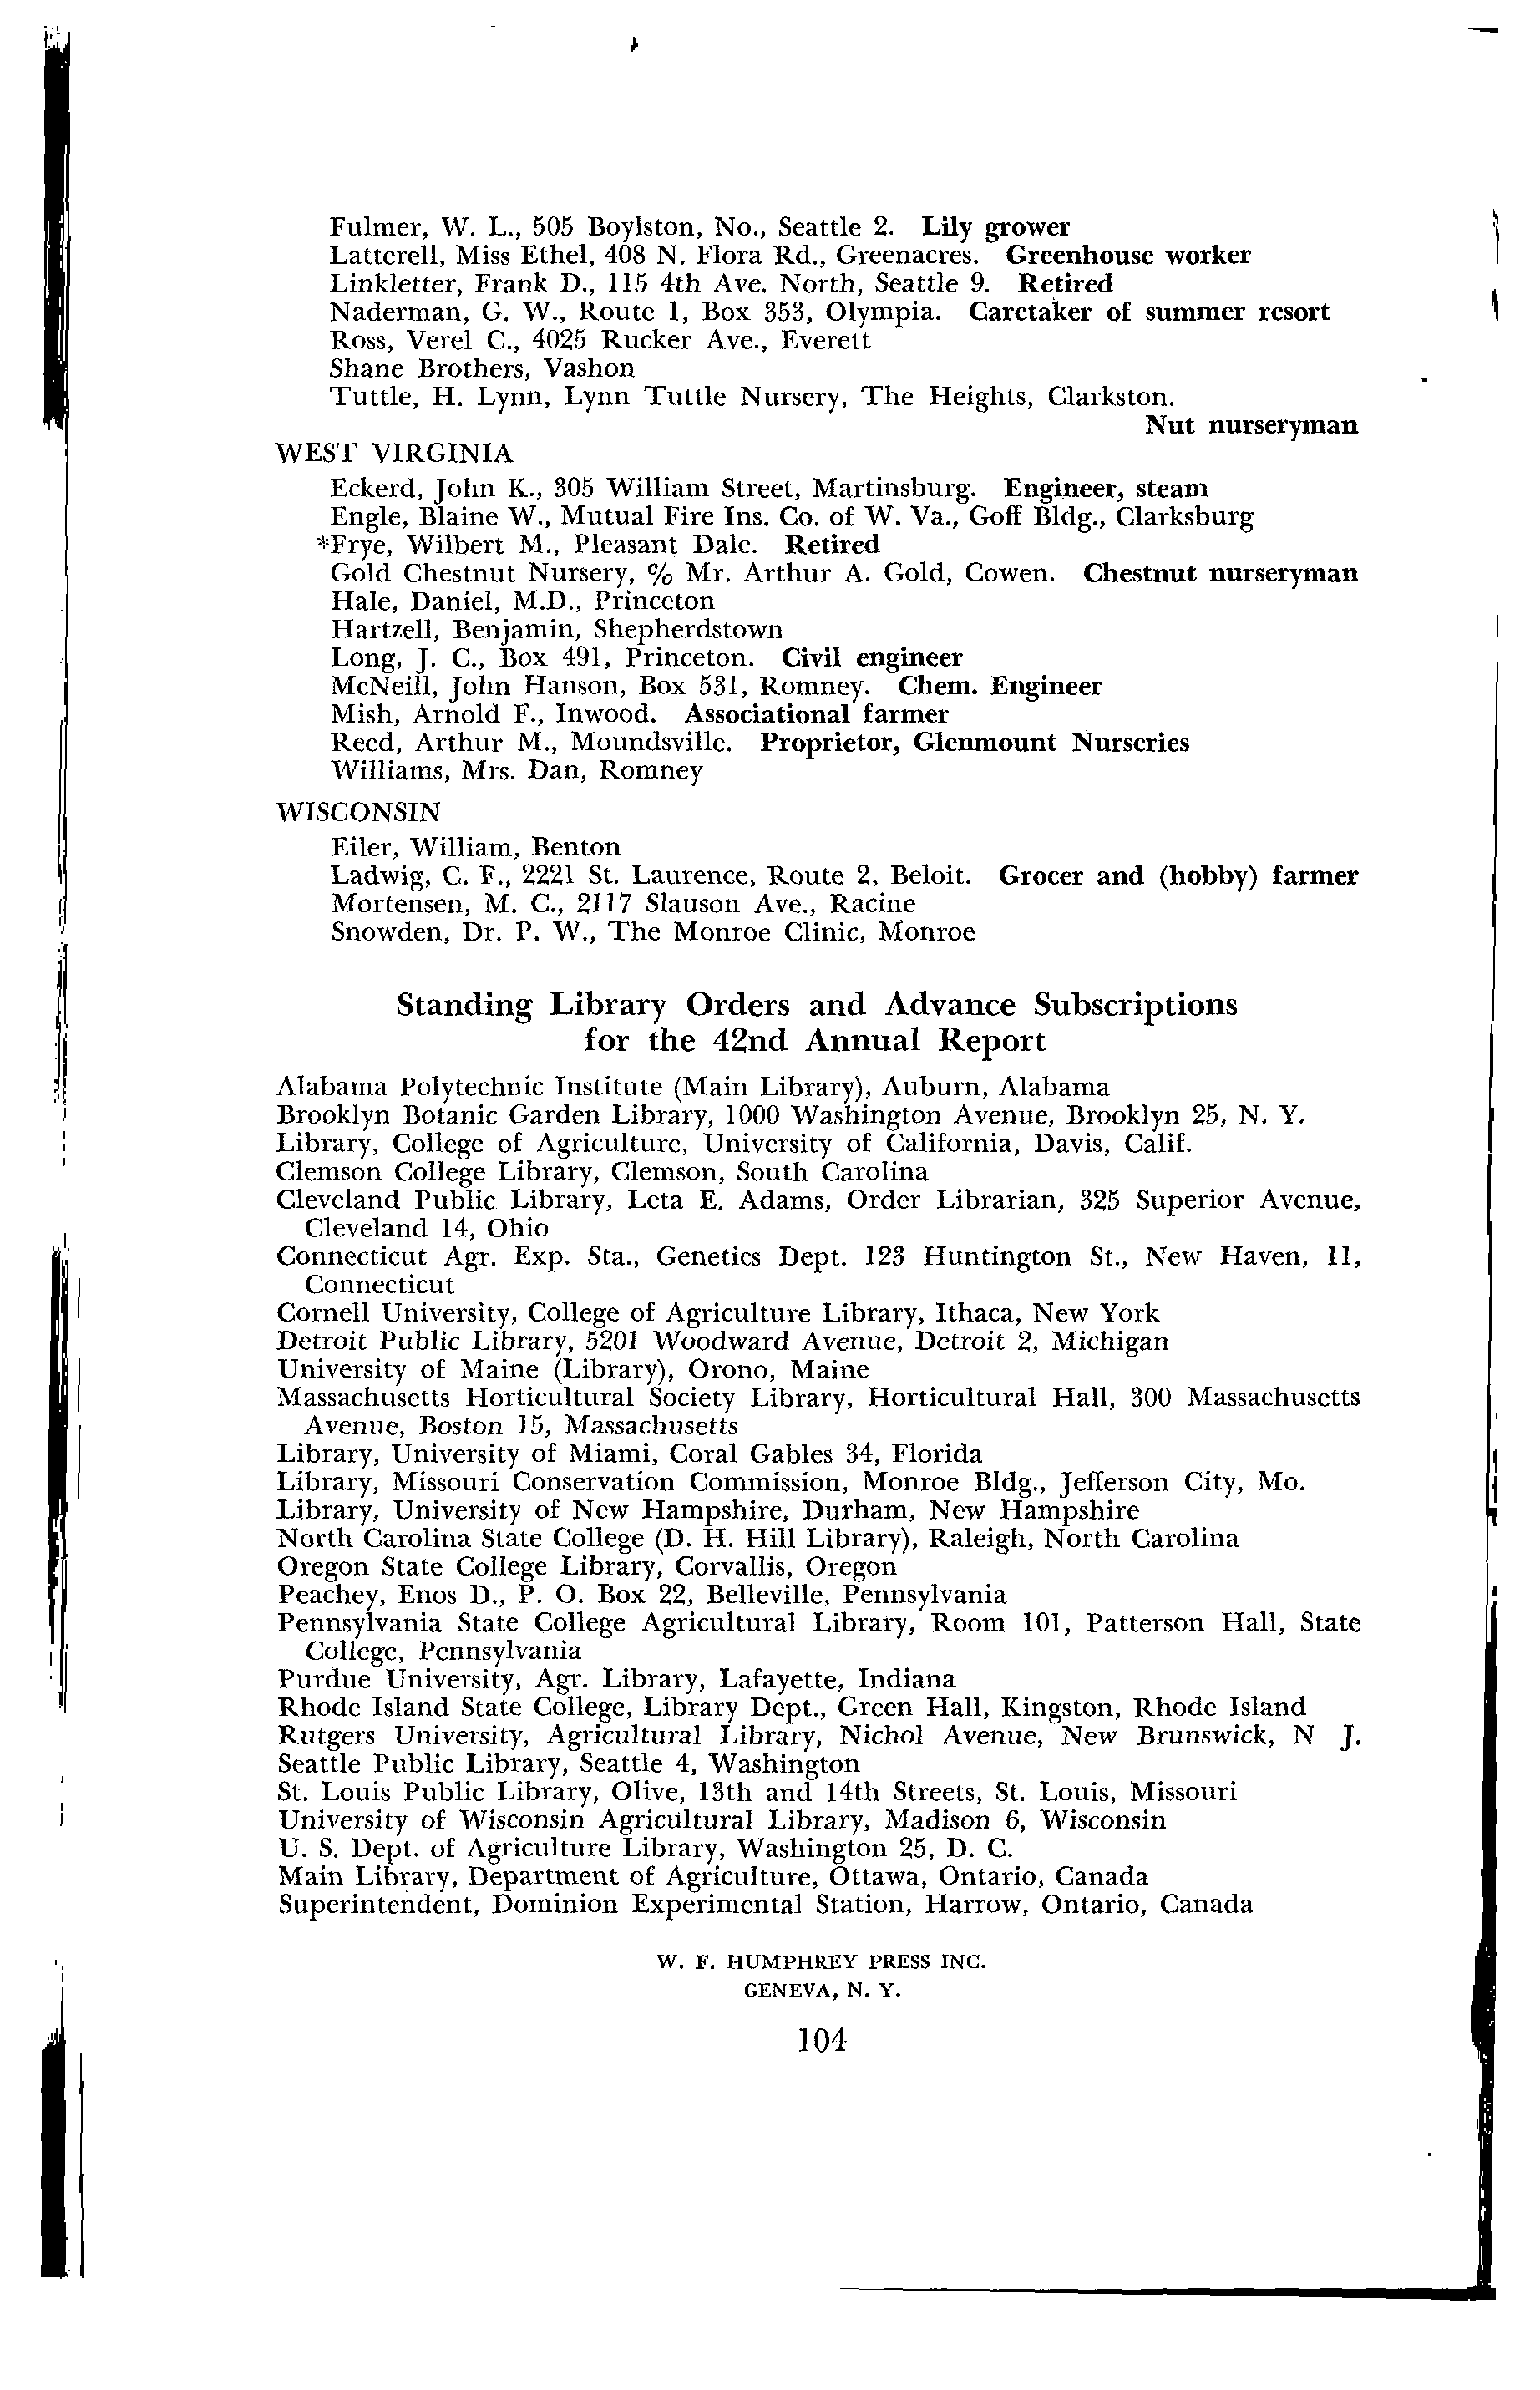 Fulmer, W. L., 505 Boylston, No., Seattle 2. Lily grower
Latterell, Miss Ethel, 408 N. Flora Rd., Greenacres. Greenhouse worker
Linkletter, Frank D., 115 4th Ave. North, Seattle 9. Retired
Naderman, G. W., Route 1, Box 353, Olympia. Caretaker of summer resort
Ross, Verel C., 4025 Rucker Ave., Everett
Shane Brothers, Vashon
Tuttle, H. Lynn, Lynn Tuttle Nursery, The Heights, Clarkston.
Nut nurseryman
WEST VIRGINIA
Eckerd, John K., 305 William Street, Martinsburg. Engineer, steam
Engle, Blaine W., Mutual Fire Ins. Co. of W. Va., Goff Bldg., Clarksburg
*Frye, Wilbert M., Pleasant Dale. Retired
Gold Chestnut Nursery, % Mr. Arthur A. Gold, Cowen. Chestnut nurseryman
Hale, Daniel, M.D., Princeton
Hartzell, Benjamin, Shepherdstown
Long, J. C., Box 491, Princeton. Civil engineer
McNeill, John Hanson, Box 531, Romney. Chem. Engineer
Mish, Arnold F., Inwood. Associational farmer
Reed, Arthur M., Moundsville. Proprietor, Glenmount Nurseries
Williams, Mrs. Dan, Romney
WISCONSIN
Eiler, William, Benton
Ladwig, C. F., 2221 St. Laurence, Route 2, Beloit. Grocer and (hobby) farmer
Mortensen, M. C., 2117 Slauson Ave., Racine
Snowden, Dr. P. W., The Monroe Clinic, Monroe
Standing Library Orders and Advance Subscriptions
for the 42nd Annual Report
Alabama Polytechnic Institute (Main Library), Auburn, Alabama
Brooklyn Botanic Garden Library, 1000 Washington Avenue, Brooklyn 25, N. Y.
Library, College of Agriculture, University of California, Davis, Calif.
Clemson College Library, Clemson, South Carolina
Cleveland Public Library, Leta E. Adams, Order Librarian, 325 Superior Avenue,
Cleveland 14, Ohio
Connecticut Agr. Exp. Sta., Genetics Dept. 123 Huntington St., New Haven, 11,
Connecticut
Cornell University, College of Agriculture Library, Ithaca, New York
Detroit Public Library, 5201 Woodward Avenue, Detroit 2, Michigan
University of Maine (Library), Orono, Maine
Massachusetts Horticultural Society Library, Horticultural Hall, 300 Massachusetts
Avenue, Boston 15, Massachusetts
Library, University of Miami, Coral Gables 34, Florida
Library, Missouri Conservation Commission, Monroe Bldg., Jefferson City, Mo.
Library, University of New Hampshire, Durham, New Hampshire
North Carolina State College (D. H. Hill Library), Raleigh, North Carolina
Oregon State College Library, Corvallis, Oregon
Peachey, Enos D., P. O. Box 22, Belleville, Pennsylvania
Pennsylvania State College Agricultural Library, Room 101, Patterson Hall, State
College, Pennsylvania
Purdue University, Agr. Library, Lafayette, Indiana
Rhode Island State College, Library Dept., Green Hall, Kingston, Rhode Island
Rutgers University, Agricultural Library, Nichol Avenue, New Brunswick, N J.
Seattle Public Library, Seattle 4, Washington
St. Louis Public Library, Olive, 13th and 14th Streets, St. Louis, Missouri
University of Wisconsin Agricultural Library, Madison 6, Wisconsin
U. S. Dept. of Agriculture Library, Washington 25, D. C.
Main Library, Department of Agriculture, Ottawa, Ontario, Canada
Superintendent, Dominion Experimental Station, Harrow, Ontario, Canada
W. F. HUMPHREY PRESS INC.
GENEVA, N. Y.
104